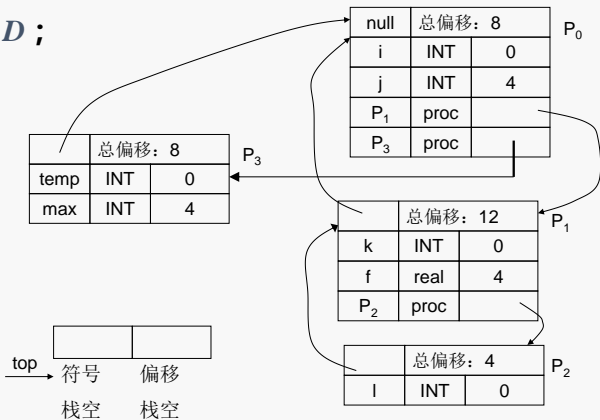 D ;
null 总偏移：8 P0
i INT 0
j INT 4
P1 proc
P3 proc
总偏移：8 P3
temp INT 0
max INT 4
总偏移：12 P1
k INT 0
f real 4
P2 proc
总偏移：4 P2
l INT 0
top 符号 偏移
栈空 栈空